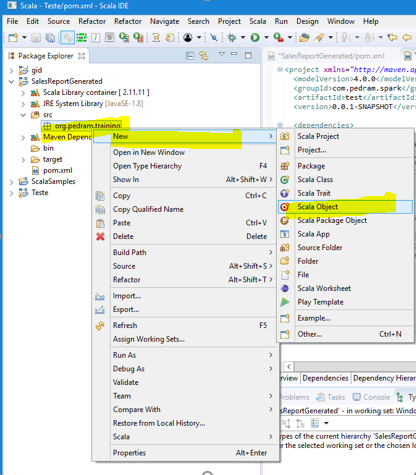 Scala - Teste/pom.xml - Scala IDE
File Edit Source Refactor Refactor Navigate Search Project Scala Run Design Window Help
Package Explorer
gid
SalesReportGenerated
Scala Library container [ 2.11.11 ]
JRE System Library [JavaSE-1.8]
src
org.pedram.training
Maven Depend
bin
target
pom.xml
ScalaSamples
Teste
New
Open in New Window
Open Type Hierarchy F4
Show In Alt+Shift+W
Copy Ctrl+C
Copy Qualified Name
Paste Ctrl+V
Delete Delete
Build Path
Source Alt+Shift+S
Refactor Alt+Shift+T
Import...
Export...
Refresh F5
Assign Working Sets...
Run As
Debug As
Validate
Team
Compare With
Restore from Local History...
Scala
Properties Alt+Enter
*SalesReportGenerated/pom.xml
<project xmlns="http://maven.ap
<modelVersion>4.0.0</modelVers
<groupId>com.pedram.spark</gro
<artifactId>test</artifactId>
<version>0.0.1-SNAPSHOT</versi
<dependencies>
Scala Project
Project...
Package
Scala Class
Scala Trait
Scala Object
Scala Package Object
Scala App
Source Folder
Folder
File
Scala Worksheet
Play Template
Example...
Other... Ctrl+N
rview Dependencies Dependency Hierar
Problems Tasks Console
esReportGenerated' - in working set: Windo
ypes of the current hierarchy 'SalesReportG
r the selected working set or the chosen lo